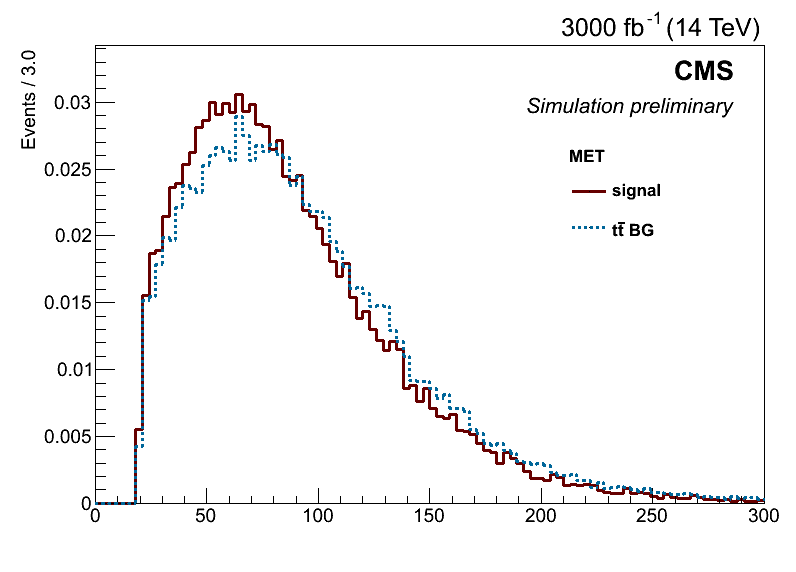 3000 fb⁻¹ (14 TeV)
Events / 3.0
CMS
Simulation preliminary
MET
signal
tt̄ BG
0.03
0.025
0.02
0.015
0.01
0.005
0
0 50 100 150 200 250 300